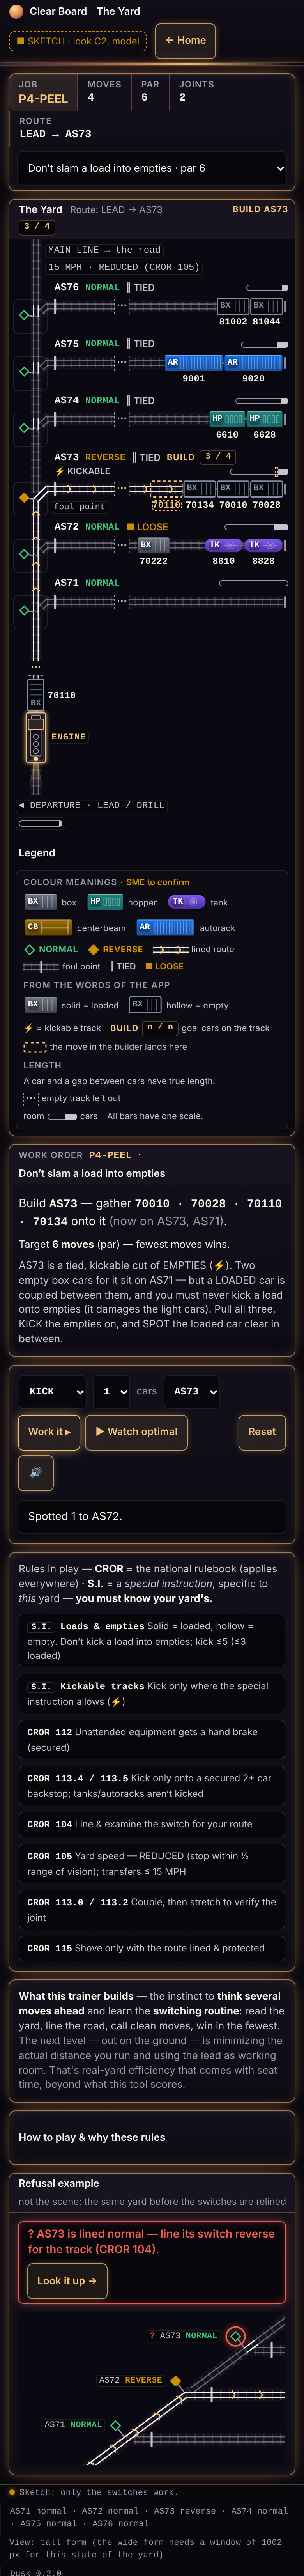 Clear Board The Yard
SKETCH · look C2, model
← Home
JOB
P4-PEEL
MOVES
4
PAR
6
JOINTS
2
ROUTE
LEAD → AS73
Don't slam a load into empties · par 6
The Yard Route: LEAD → AS73 BUILD AS73
3 / 4
MAIN LINE → the road
15 MPH · REDUCED (CROR 105)
AS76 NORMAL TIED
BX BX
81002 81044
AS75 NORMAL TIED
AR AR
9001 9020
AS74 NORMAL TIED
HP HP
6610 6628
AS73 REVERSE TIED BUILD 3 / 4
⚡ KICKABLE
BX BX BX
foul point 70110 70134 70010 70028
AS72 NORMAL LOOSE
BX TK TK
70222 8810 8828
AS71 NORMAL
70110
BX
ENGINE
◄ DEPARTURE · LEAD / DRILL
Legend
COLOUR MEANINGS · SME to confirm
BX box HP hopper TK tank
CB centerbeam AR autorack
NORMAL REVERSE lined route
foul point TIED LOOSE
FROM THE WORDS OF THE APP
BX solid = loaded BX hollow = empty
⚡ = kickable track BUILD n / n goal cars on the track
the move in the builder lands here
LENGTH
A car and a gap between cars have true length.
empty track left out
room cars All bars have one scale.
WORK ORDER P4-PEEL ·
Don't slam a load into empties
Build AS73 — gather 70010 · 70028 · 70110
· 70134 onto it (now on AS73, AS71).
Target 6 moves (par) — fewest moves wins.
AS73 is a tied, kickable cut of EMPTIES (⚡). Two
empty box cars for it sit on AS71 — but a LOADED car is
coupled between them, and you must never kick a load
onto empties (it damages the light cars). Pull all three,
KICK the empties on, and SPOT the loaded car clear in
between.
KICK 1 cars AS73
Work it ▸ ▶ Watch optimal Reset
🔊
Spotted 1 to AS72.
Rules in play — CROR = the national rulebook (applies
everywhere) · S.I. = a special instruction, specific to
this yard — you must know your yard's.
S.I. Loads & empties Solid = loaded, hollow =
empty. Don't kick a load into empties; kick ≤5 (≤3
loaded)
S.I. Kickable tracks Kick only where the special
instruction allows (⚡)
CROR 112 Unattended equipment gets a hand brake
(secured)
CROR 113.4 / 113.5 Kick only onto a secured 2+ car
backstop; tanks/autoracks aren't kicked
CROR 104 Line & examine the switch for your route
CROR 105 Yard speed — REDUCED (stop within ½
range of vision); transfers ≤ 15 MPH
CROR 113.0 / 113.2 Couple, then stretch to verify the
joint
CROR 115 Shove only with the route lined & protected
What this trainer builds — the instinct to think several
moves ahead and learn the switching routine: read the
yard, line the road, call clean moves, win in the fewest.
The next level — out on the ground — is minimizing the
actual distance you run and using the lead as working
room. That's real-yard efficiency that comes with seat
time, beyond what this tool scores.
How to play & why these rules
Refusal example
not the scene: the same yard before the switches are relined
? AS73 is lined normal — line its switch reverse
for the track (CROR 104).
Look it up →
? AS73 NORMAL
AS72 REVERSE
AS71 NORMAL
Sketch: only the switches work.
AS71 normal · AS72 normal · AS73 reverse · AS74 normal
· AS75 normal · AS76 normal
View: tall form (the wide form needs a window of 1002
px for this state of the yard)
Dusk 0.2.0